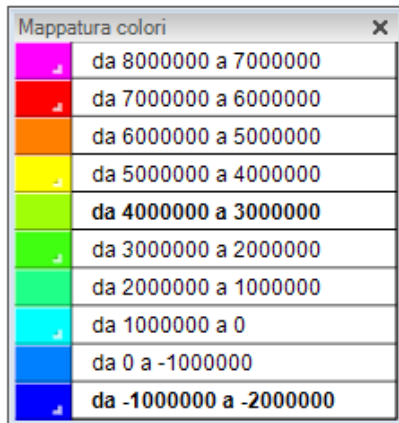 Mappatura colori
da 8000000 a 7000000
da 7000000 a 6000000
da 6000000 a 5000000
da 5000000 a 4000000
da 4000000 a 3000000
da 3000000 a 2000000
da 2000000 a 1000000
da 1000000 a 0
da 0 a -1000000
da -1000000 a -2000000